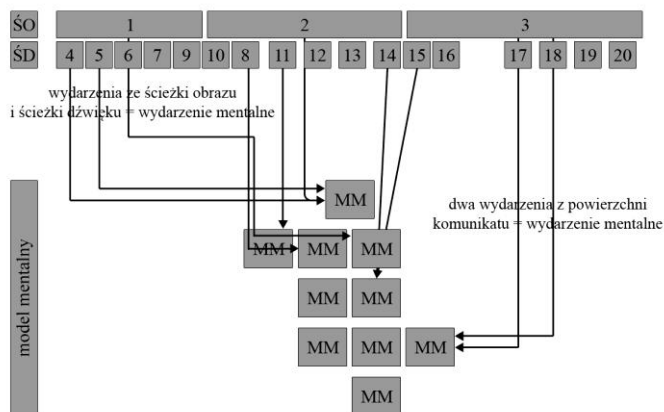 ŚO 1 2 3
ŚD 4 5 6 7 9 10 8 11 12 13 14 15 16 17 18 19 20
wydarzenia ze ścieżki obrazu
i ścieżki dźwięku = wydarzenie mentalne
MM
dwa wydarzenia z powierzchni
komunikatu = wydarzenie mentalne
MM MM MM
MM MM
MM MM MM
MM
model mentalny